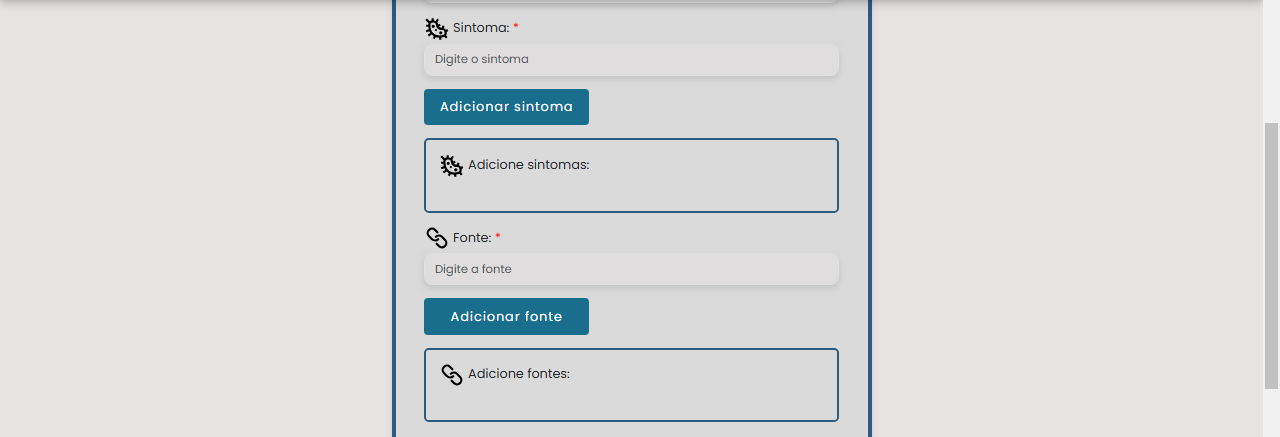 Sintoma: *
Digite o sintoma
Adicionar sintoma
Adicione sintomas:
Fonte: *
Digite a fonte
Adicionar fonte
Adicione fontes: